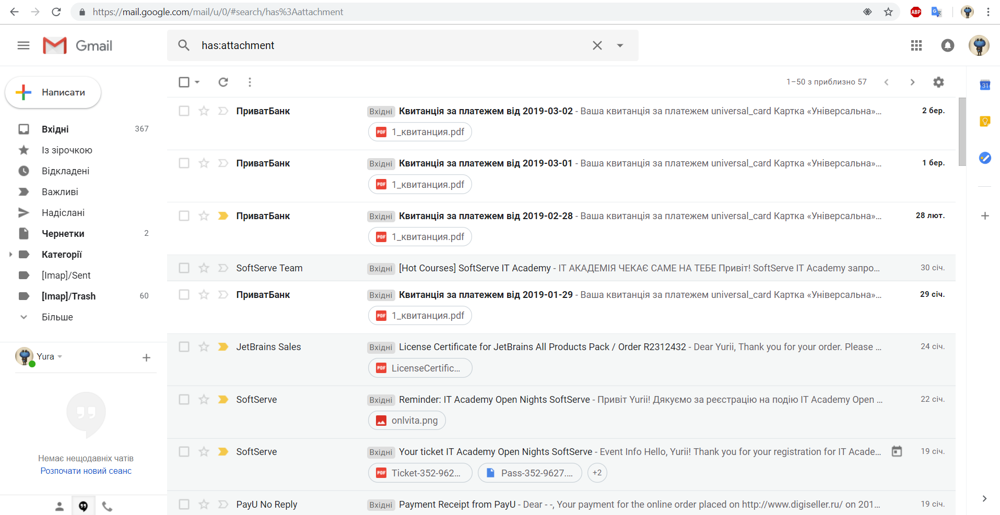 https://mail.google.com/mail/u/0/#search/has%3Aattachment
ABP
Gmail
has:attachment
Написати
1–50 з приблизно 57
31
Вхідні 367
Із зірочкою
Відкладені
Важливі
Надіслані
Чернетки 2
Категорії
[Imap]/Sent
[Imap]/Trash 60
Більше
Yura
Немає нещодавніх чатів
Розпочати новий сеанс
ПриватБанк Вхідні Квитанція за платежем від 2019-03-02 - Ваша квитанція за платежем universal_card Картка «Універсальна»… 2 бер.
PDF 1_квитанция.pdf
ПриватБанк Вхідні Квитанція за платежем від 2019-03-01 - Ваша квитанція за платежем universal_card Картка «Універсальна»… 1 бер.
PDF 1_квитанция.pdf
ПриватБанк Вхідні Квитанція за платежем від 2019-02-28 - Ваша квитанція за платежем universal_card Картка «Універсальна»… 28 лют.
PDF 1_квитанция.pdf
SoftServe Team Вхідні [Hot Courses] SoftServe IT Academy - ІТ АКАДЕМІЯ ЧЕКАЄ САМЕ НА ТЕБЕ Привіт! SoftServe IT Academy запро… 30 січ.
ПриватБанк Вхідні Квитанція за платежем від 2019-01-29 - Ваша квитанція за платежем universal_card Картка «Універсальна»… 29 січ.
PDF 1_квитанция.pdf
JetBrains Sales Вхідні License Certificate for JetBrains All Products Pack / Order R2312432 - Dear Yurii, Thank you for your order. Please … 24 січ.
PDF LicenseCertific…
SoftServe Вхідні Reminder: IT Academy Open Nights SoftServe - Привіт Yurii! Дякуємо за реєстрацію на подію IT Academy Open … 22 січ.
onlvita.png
SoftServe Вхідні Your ticket IT Academy Open Nights SoftServe - Event Info Hello, Yurii! Thank you for your registration for IT Acade… 19 січ.
PDF Ticket-352-962… Pass-352-9627.… +2
PayU No Reply Вхідні Payment Receipt from PayU - Dear - -, Your payment for the online order placed on http://www.digiseller.ru/ on 201… 19 січ.